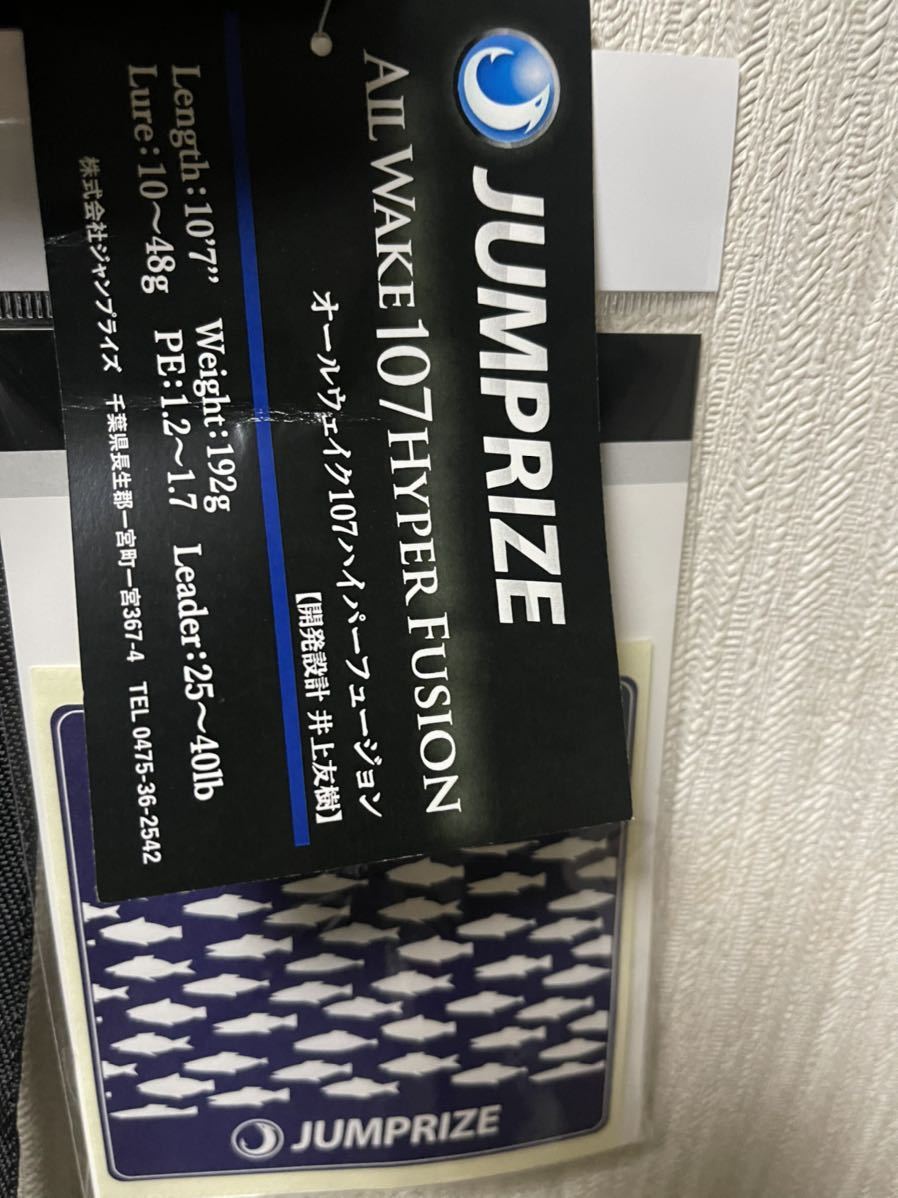 JUMPRIZE
AIL WAKE 107 HYPER FUSION
オールウェイク107ハイパーフュージョン
【開発設計 井上友樹】
Length:10’7” Weight:192g
Lure:10～48g PE:1.2～1.7 Leader:25～40lb
株式会社ジャンプライズ 千葉県長生郡一宮町一宮367-4 TEL 0475-36-2542
JUMPRIZE